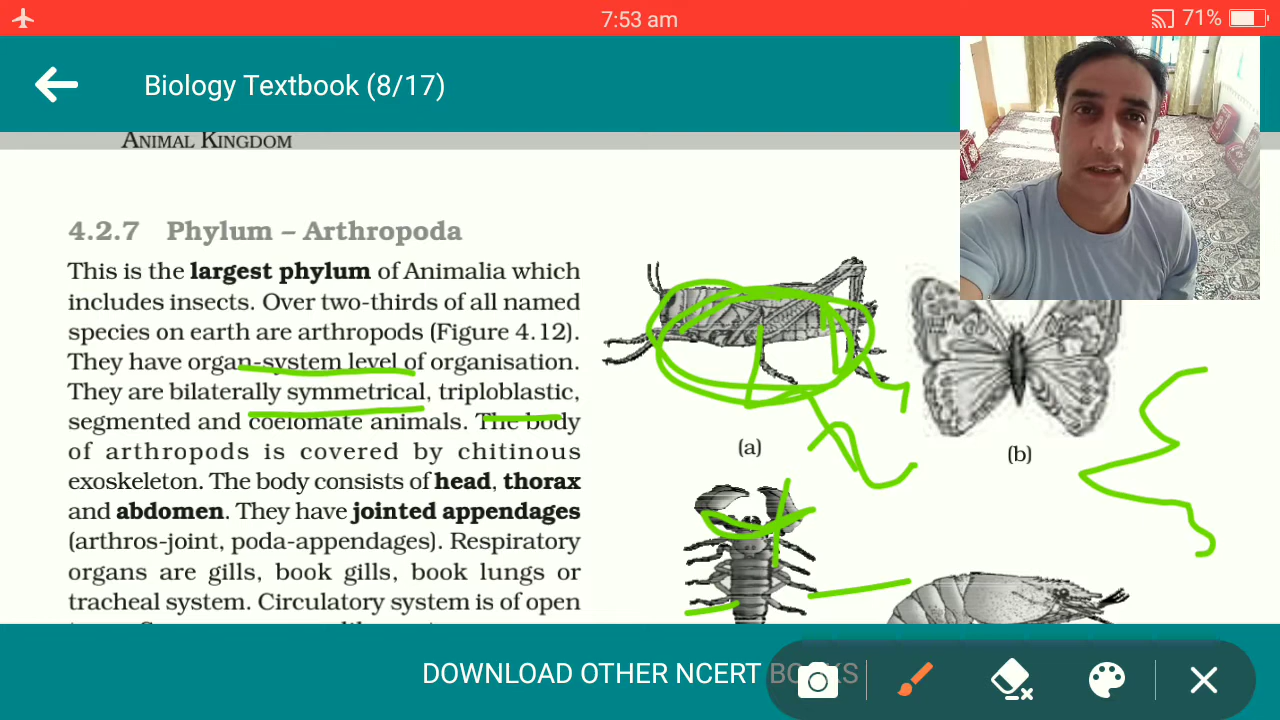 7:53 am
71%
Biology Textbook (8/17)
ANIMAL KINGDOM
4.2.7 Phylum – Arthropoda
This is the largest phylum of Animalia which
includes insects. Over two-thirds of all named
species on earth are arthropods (Figure 4.12).
They have organ-system level of organisation.
They are bilaterally symmetrical, triploblastic,
segmented and coelomate animals. The body
of arthropods is covered by chitinous
exoskeleton. The body consists of head, thorax
and abdomen. They have jointed appendages
(arthros-joint, poda-appendages). Respiratory
organs are gills, book gills, book lungs or
tracheal system. Circulatory system is of open
(a)
(b)
DOWNLOAD OTHER NCERT BOOKS